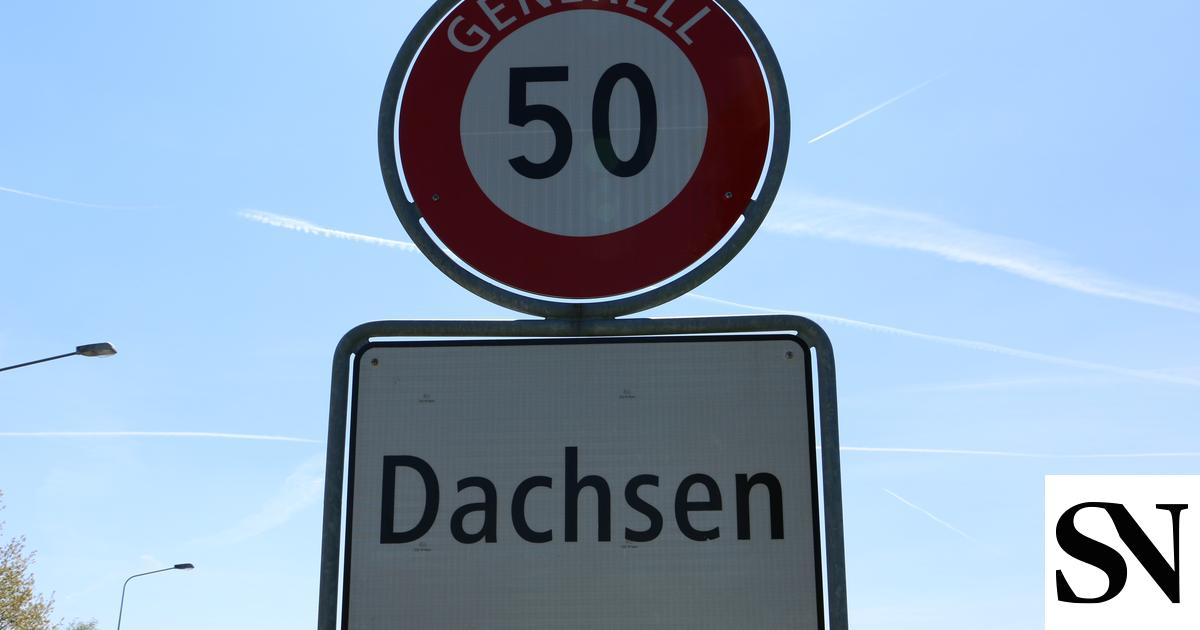 GENERELL
50
Dachsen
SN